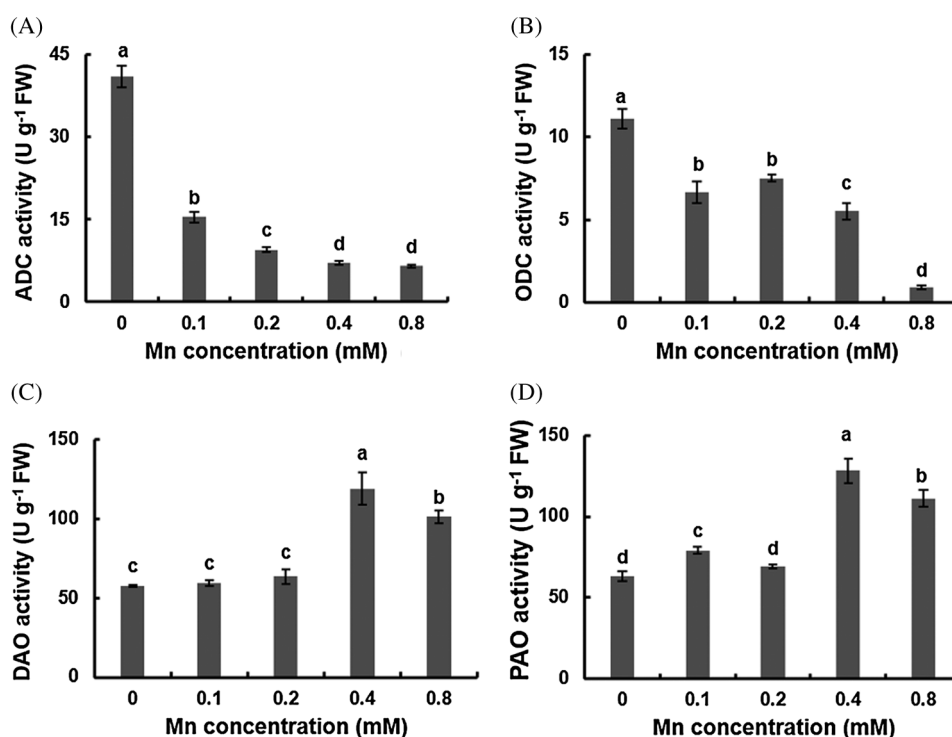 (A)
ADC activity (U g-1 FW)
45
30
15
0
a
b
c
d
d
0 0.1 0.2 0.4 0.8
Mn concentration (mM)
(B)
ODC activity (U g-1 FW)
15
10
5
0
a
b
b
c
d
0 0.1 0.2 0.4 0.8
Mn concentration (mM)
(C)
DAO activity (U g-1 FW)
150
100
50
0
c
c
c
a
b
0 0.1 0.2 0.4 0.8
Mn concentration (mM)
(D)
PAO activity (U g-1 FW)
150
100
50
0
d
c
d
a
b
0 0.1 0.2 0.4 0.8
Mn concentration (mM)